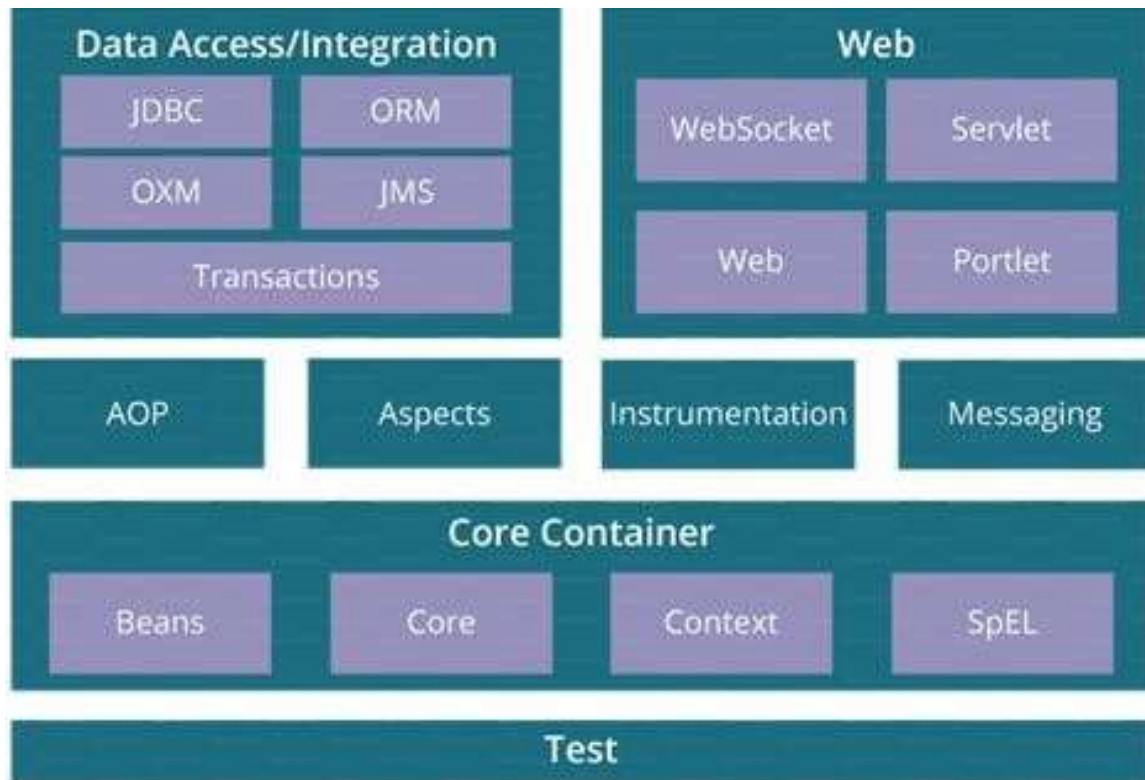 Data Access/Integration
JDBC
ORM
OXM
JMS
Transactions
Web
WebSocket
Servlet
Web
Portlet
AOP
Aspects
Instrumentation
Messaging
Core Container
Beans
Core
Context
SpEL
Test